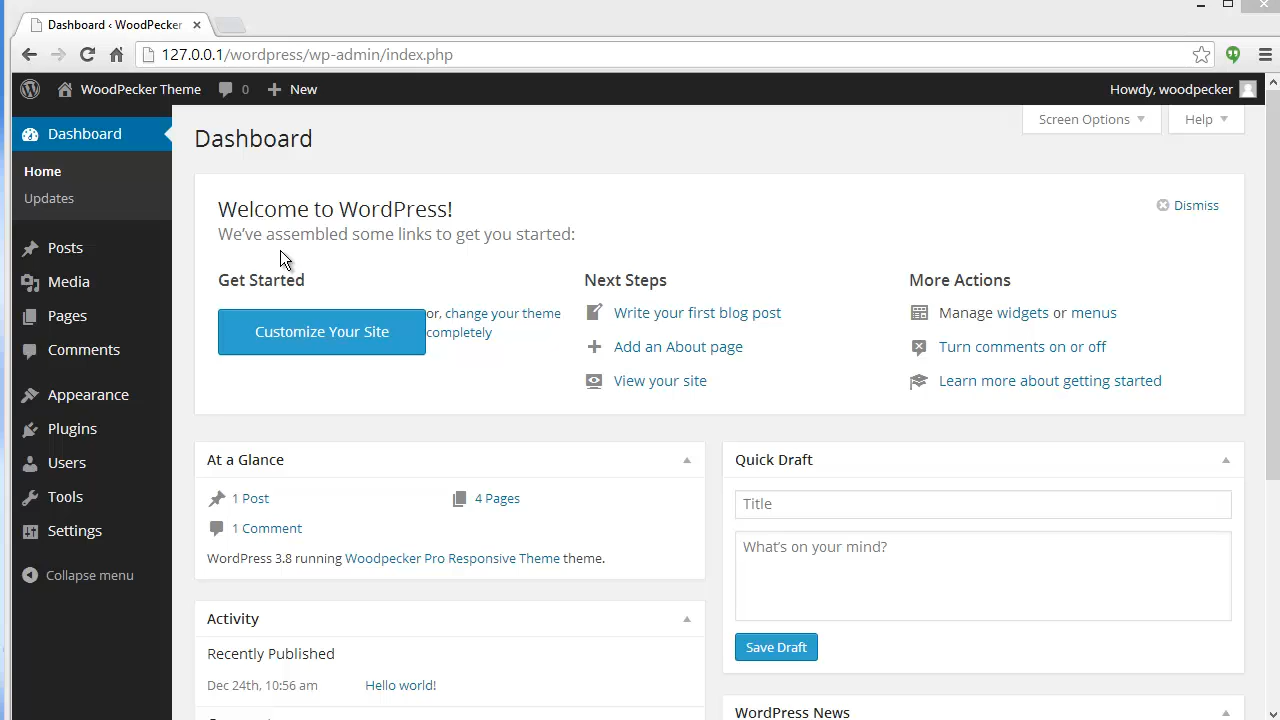 Dashboard ‹ WoodPecker
127.0.0.1/wordpress/wp-admin/index.php
WoodPecker Theme 0 New Howdy, woodpecker
Dashboard
Home
Updates
Posts
Media
Pages
Comments
Appearance
Plugins
Users
Tools
Settings
Collapse menu
Screen Options Help
Dashboard
Welcome to WordPress!
Dismiss
We've assembled some links to get you started:
Get Started
Customize Your Site
or, change your theme
completely
Next Steps
Write your first blog post
Add an About page
View your site
More Actions
Manage widgets or menus
Turn comments on or off
Learn more about getting started
At a Glance
1 Post 4 Pages
1 Comment
WordPress 3.8 running Woodpecker Pro Responsive Theme theme.
Activity
Recently Published
Dec 24th, 10:56 am Hello world!
Quick Draft
Title
What's on your mind?
Save Draft
WordPress News